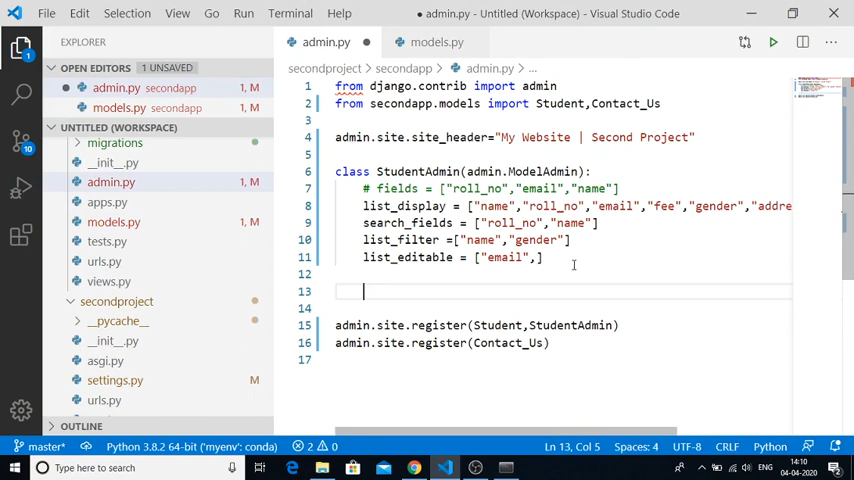 File Edit Selection View Go Run Terminal Help
● admin.py - Untitled (Workspace) - Visual Studio Code
EXPLORER
OPEN EDITORS 1 UNSAVED
admin.py secondapp 1, M
models.py secondapp 1, M
UNTITLED (WORKSPACE)
migrations
__init__.py
admin.py 1, M
apps.py
models.py 1, M
tests.py
urls.py
views.py
secondproject
__pycache__
__init__.py
asgi.py
settings.py
urls.py
OUTLINE
1
10
admin.py ●
models.py
secondproject > secondapp > admin.py > ...
1 from django.contrib import admin
2 from secondapp.models import Student,Contact_Us
3
4 admin.site.site_header="My Website | Second Project"
5
6 class StudentAdmin(admin.ModelAdmin):
7 # fields = ["roll_no","email","name"]
8 list_display = ["name","roll_no","email","fee","gender","addre
9 search_fields = ["roll_no","name"]
10 list_filter =["name","gender"]
11 list_editable = ["email",]
12
13
14
15 admin.site.register(Student,StudentAdmin)
16 admin.site.register(Contact_Us)
17
master* Python 3.8.2 64-bit ('myenv': conda) 2 0 Ln 13, Col 5 Spaces: 4 UTF-8 CRLF Python
Type here to search
ENG
14:10
04-04-2020
2